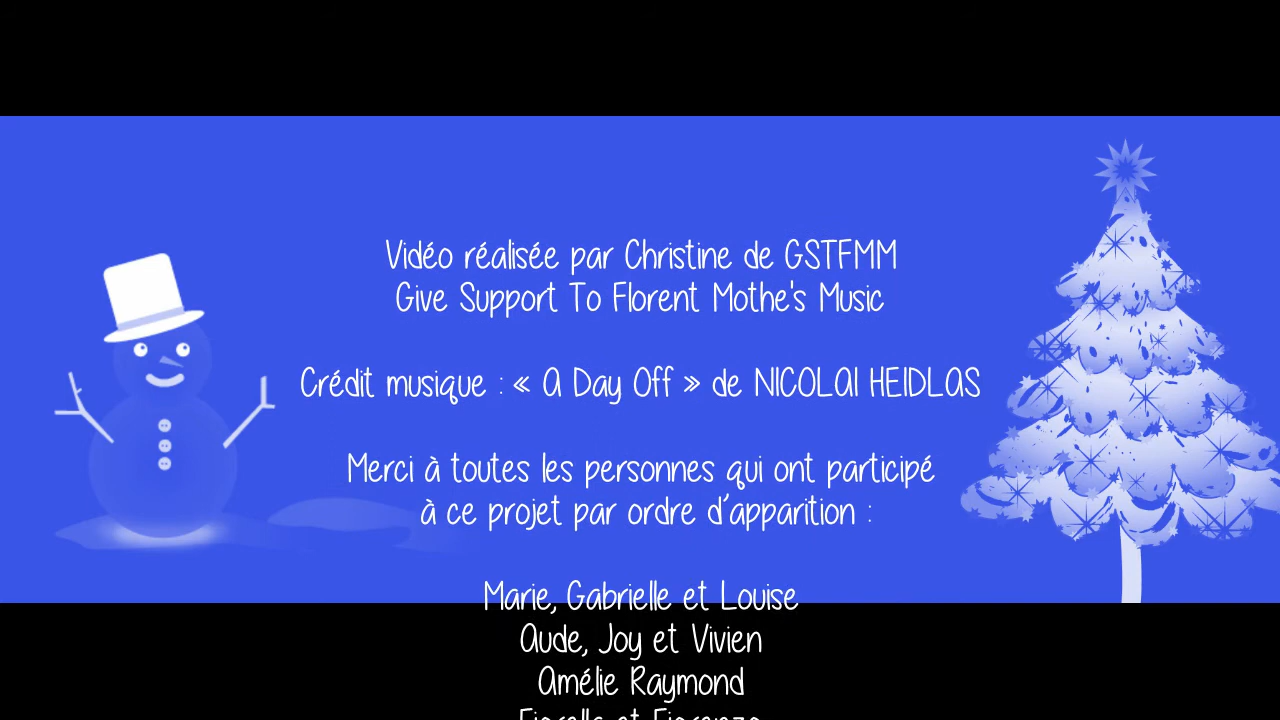 Vidéo réalisée par Christine de GSTFMM
Give Support To Florent Mothe's Music
Crédit musique : « A Day Off » de NICOLAI HEIDLAS
Merci à toutes les personnes qui ont participé
à ce projet par ordre d'apparition :
Marie, Gabrielle et Louise
Aude, Joy et Vivien
Amélie Raymond